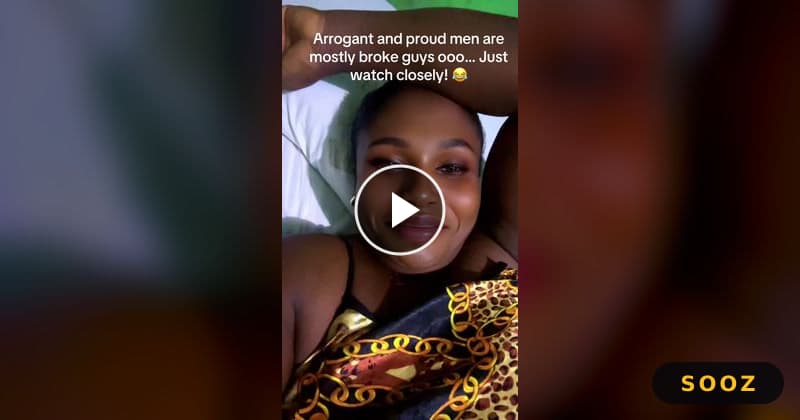 Arrogant and proud men are
mostly broke guys ooo... Just
watch closely! 😂
SOOZ